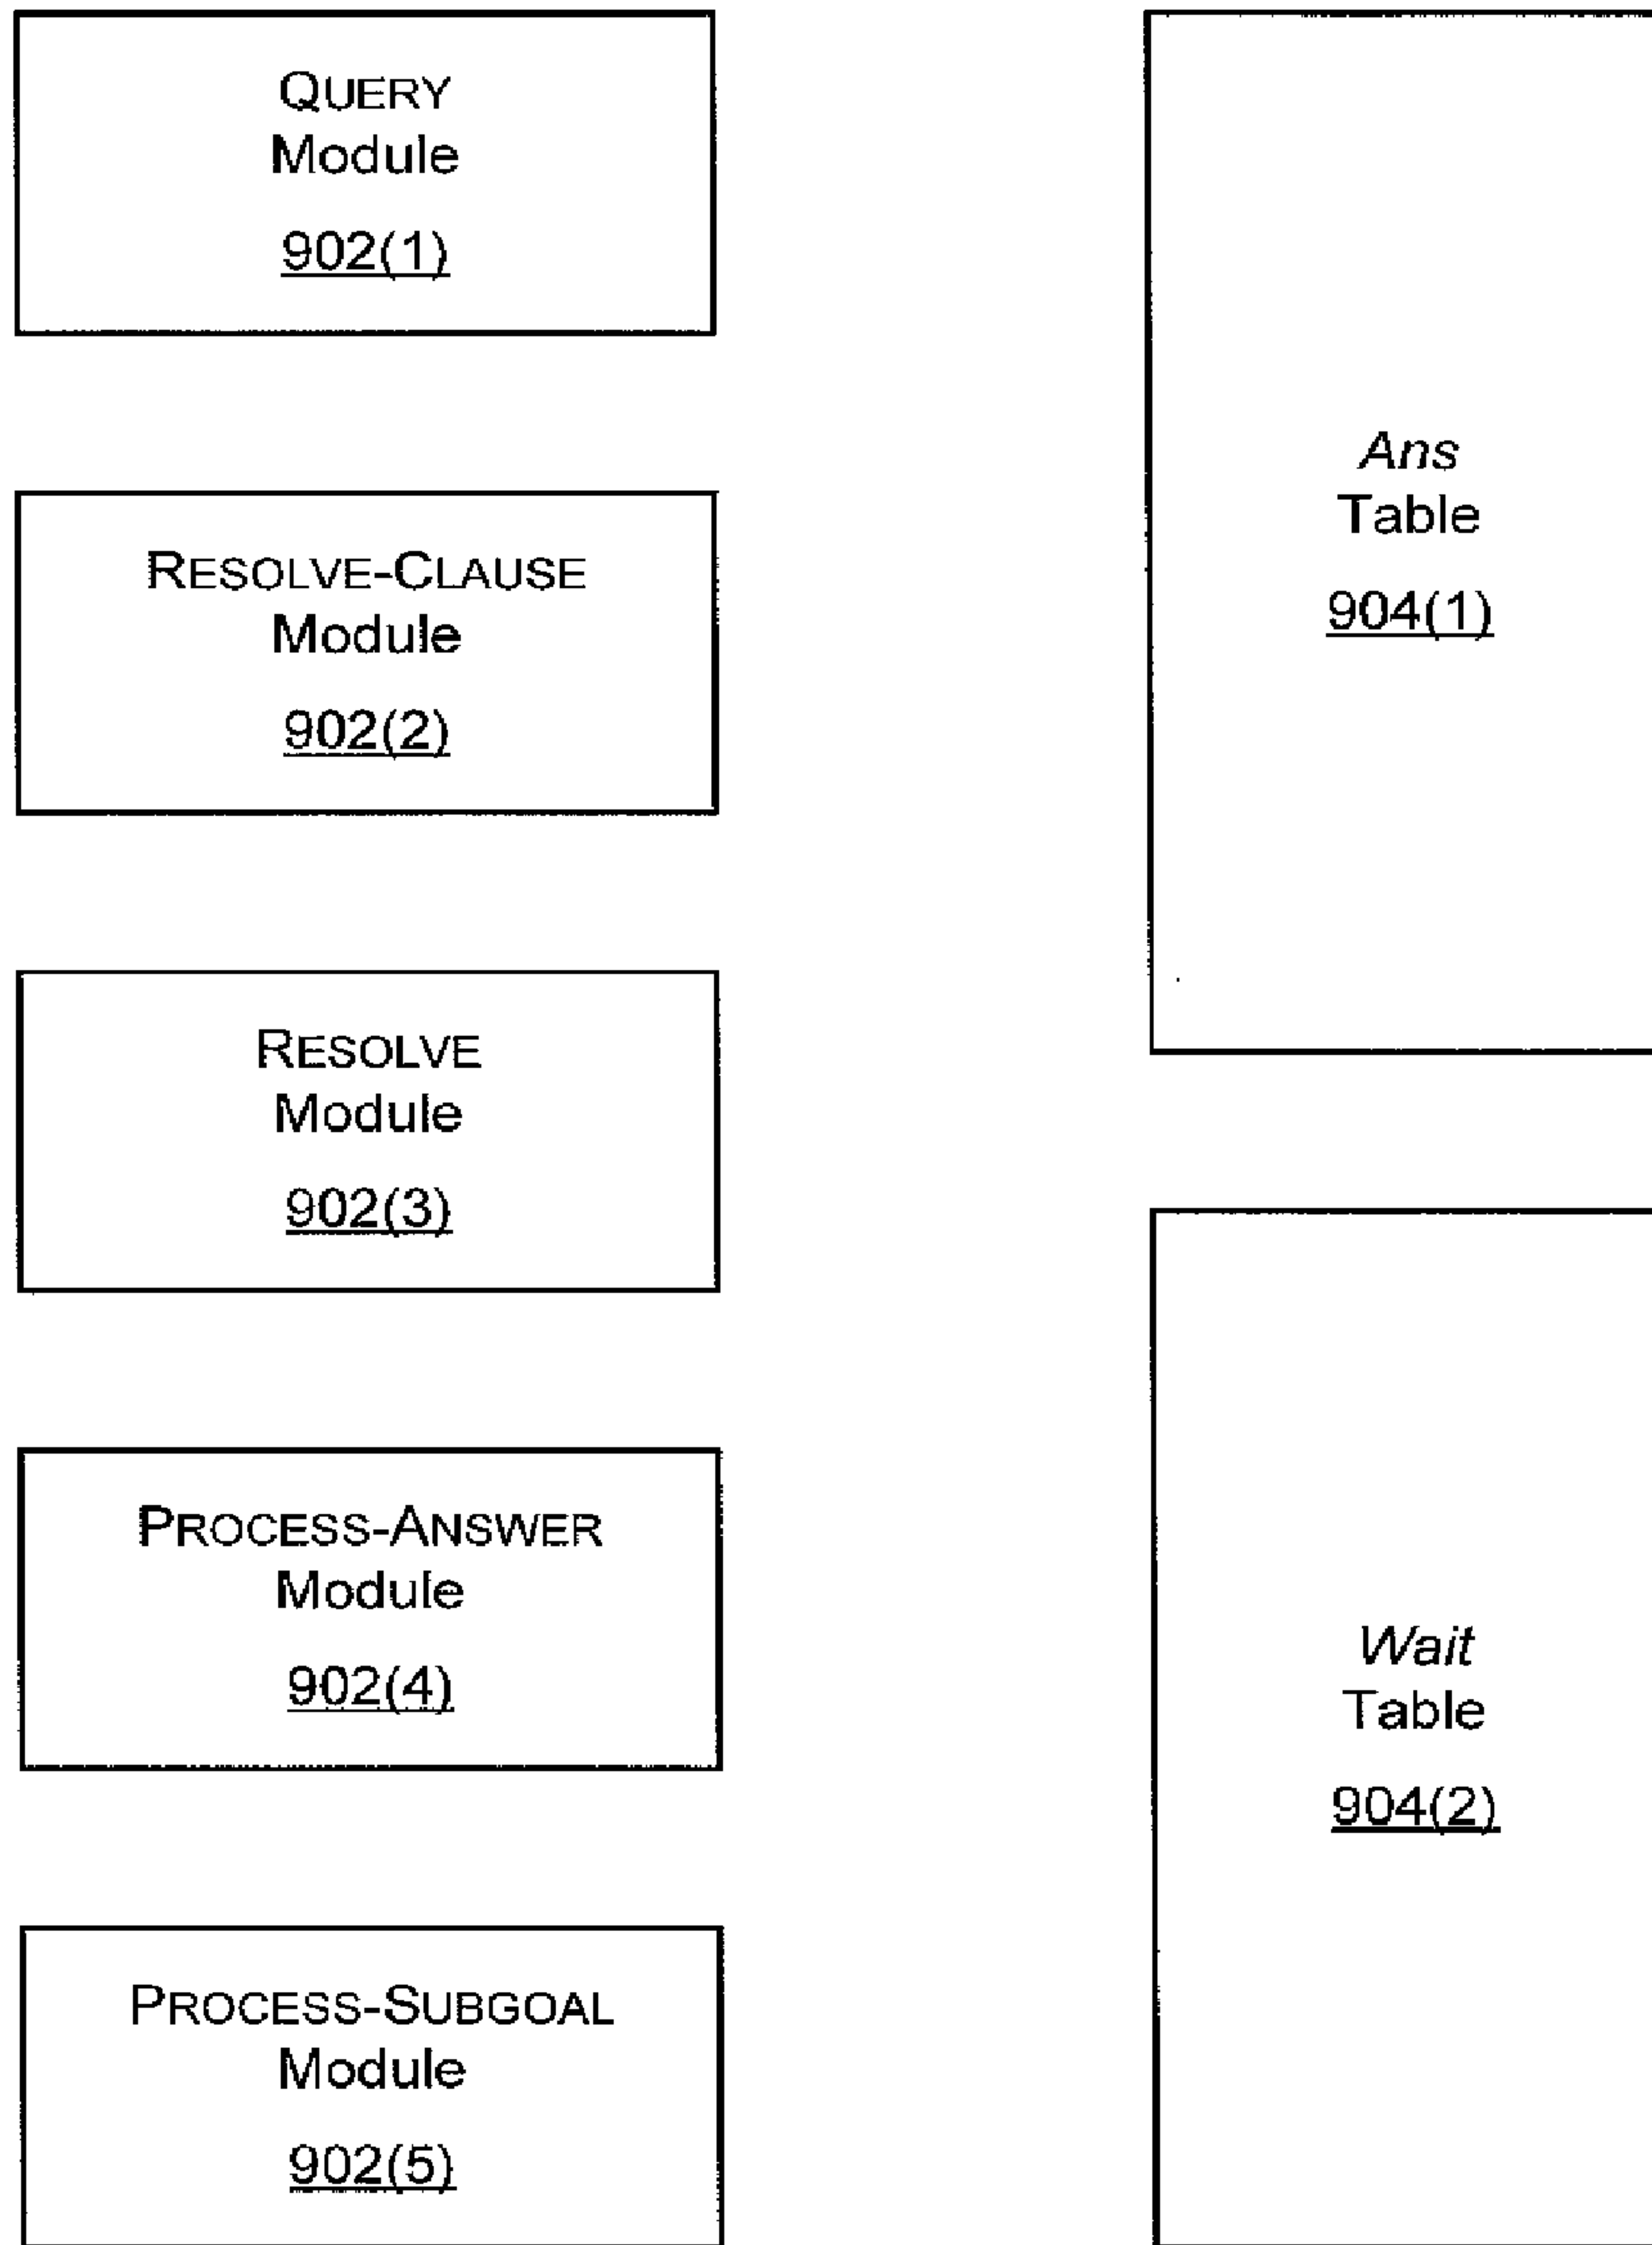 QUERY
Module
902(1)
RESOLVE-CLAUSE
Module
902(2)
RESOLVE
Module
902(3)
PROCESS-ANSWER
Module
902(4)
PROCESS-SUBGOAL
Module
902(5)
Ans
Table
904(1)
Wait
Table
904(2)